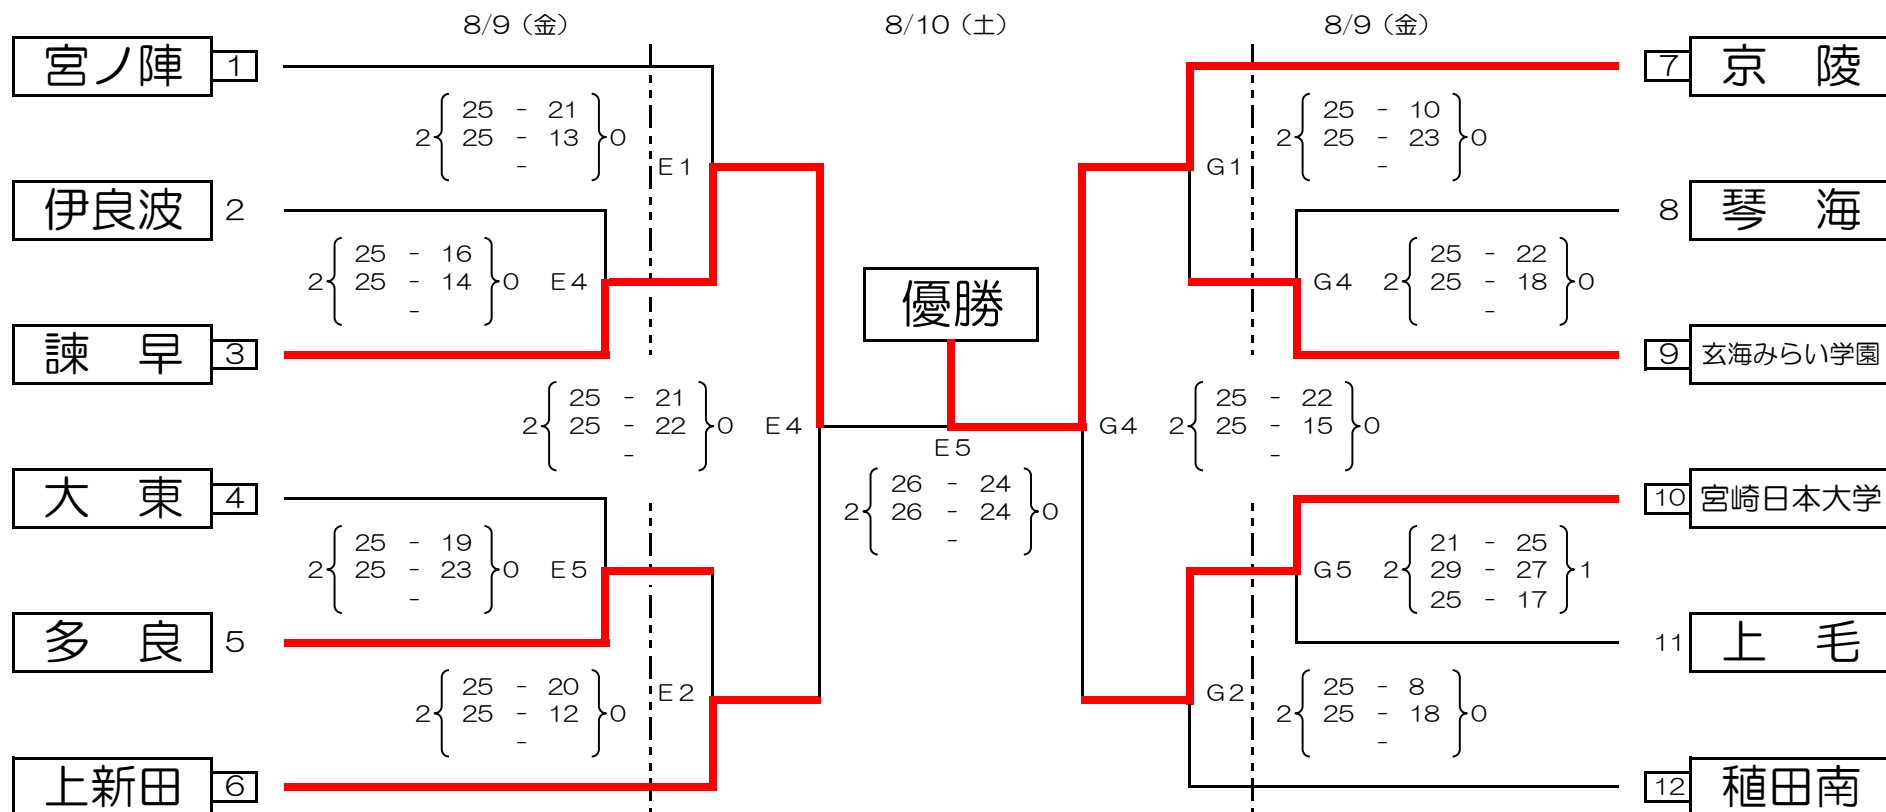 8/9（金） 8/10（土） 8/9（金）
宮ノ陣 1 7 京 陵
25 - 21 25 - 10
2 25 - 13 0 2 25 - 23 0
- -
E1 G1
伊良波 2 8 琴 海
25 - 16 25 - 22
2 25 - 14 0 E4 G4 2 25 - 18 0
- -
優勝
諫 早 3 9 玄海みらい学園
25 - 21 25 - 22
2 25 - 22 0 E4 G4 2 25 - 15 0
- -
E5
26 - 24
2 26 - 24 0
-
大 東 4 10 宮崎日本大学
25 - 19 21 - 25
2 25 - 23 0 E5 G5 2 29 - 27 1
- 25 - 17
多 良 5 11 上 毛
25 - 20 25 - 8
E2 G2
2 25 - 12 0 2 25 - 18 0
- -
上新田 6 12 稙田南